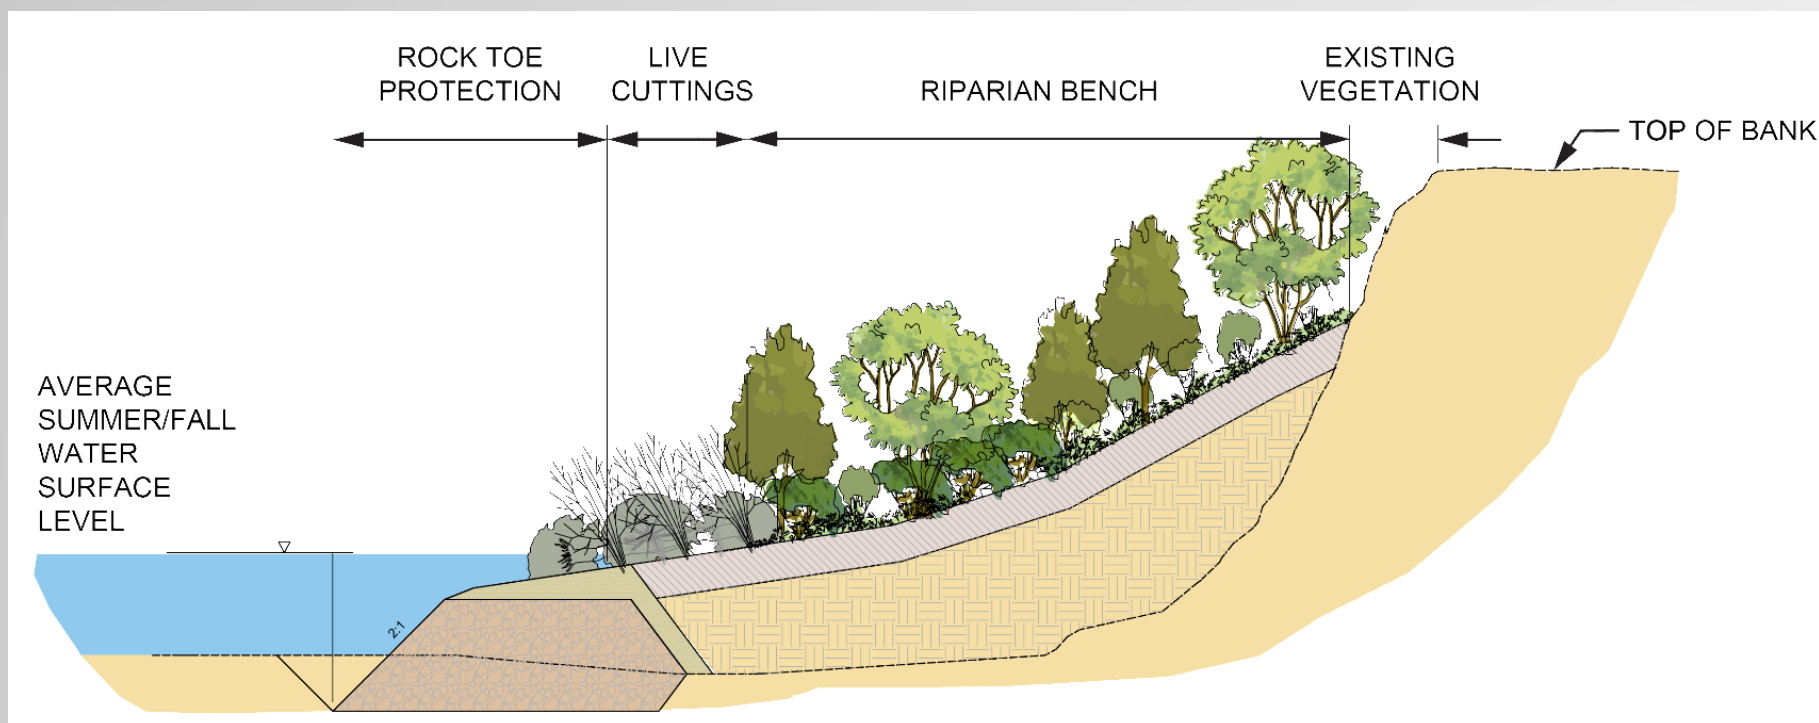 ROCK TOE
PROTECTION
LIVE
CUTTINGS
RIPARIAN BENCH
EXISTING
VEGETATION
TOP OF BANK
AVERAGE
SUMMER/FALL
WATER
SURFACE
LEVEL
2:1